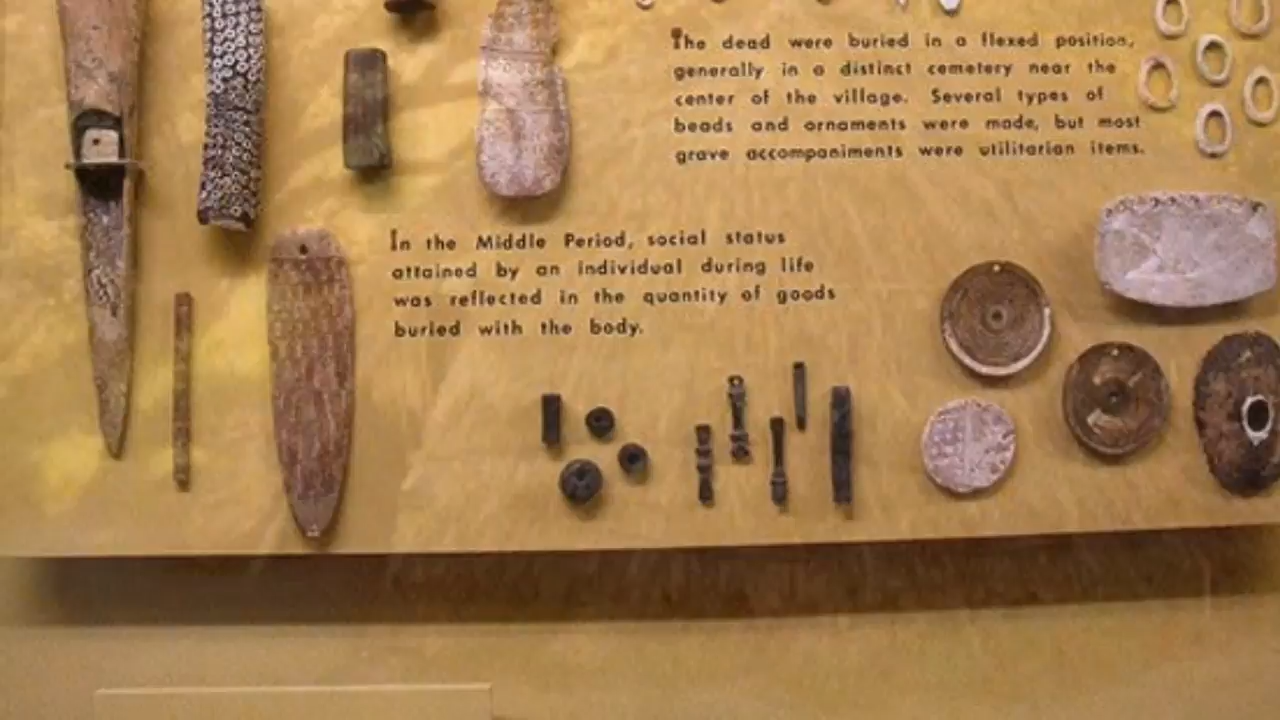 The dead were buried in a flexed position,
generally in a distinct cemetery near the
center of the village. Several types of
beads and ornaments were made, but most
grave accompaniments were utilitarian items.
In the Middle Period, social status
attained by an individual during life
was reflected in the quantity of goods
buried with the body.